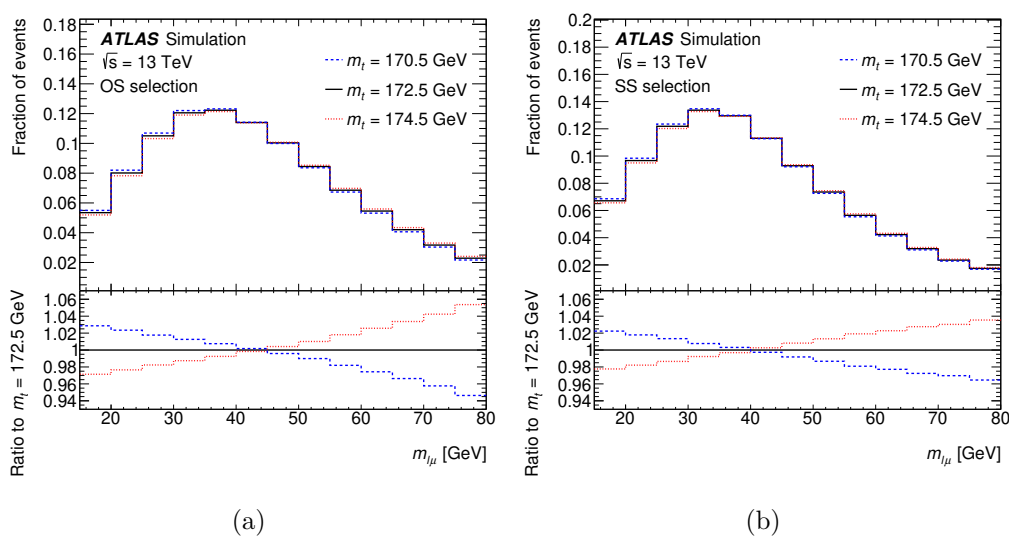 ATLAS Simulation
√s = 13 TeV
OS selection
m_t = 170.5 GeV
m_t = 172.5 GeV
m_t = 174.5 GeV
Fraction of events
0.18
0.16
0.14
0.12
0.10
0.08
0.06
0.04
0.02
Ratio to m_t = 172.5 GeV
1.06
1.04
1.02
1
0.98
0.96
0.94
20 30 40 50 60 70 80
m_{lμ} [GeV]
(a)
ATLAS Simulation
√s = 13 TeV
SS selection
m_t = 170.5 GeV
m_t = 172.5 GeV
m_t = 174.5 GeV
Fraction of events
0.2
0.18
0.16
0.14
0.12
0.1
0.08
0.06
0.04
0.02
Ratio to m_t = 172.5 GeV
1.06
1.04
1.02
1
0.98
0.96
0.94
20 30 40 50 60 70 80
m_{lμ} [GeV]
(b)